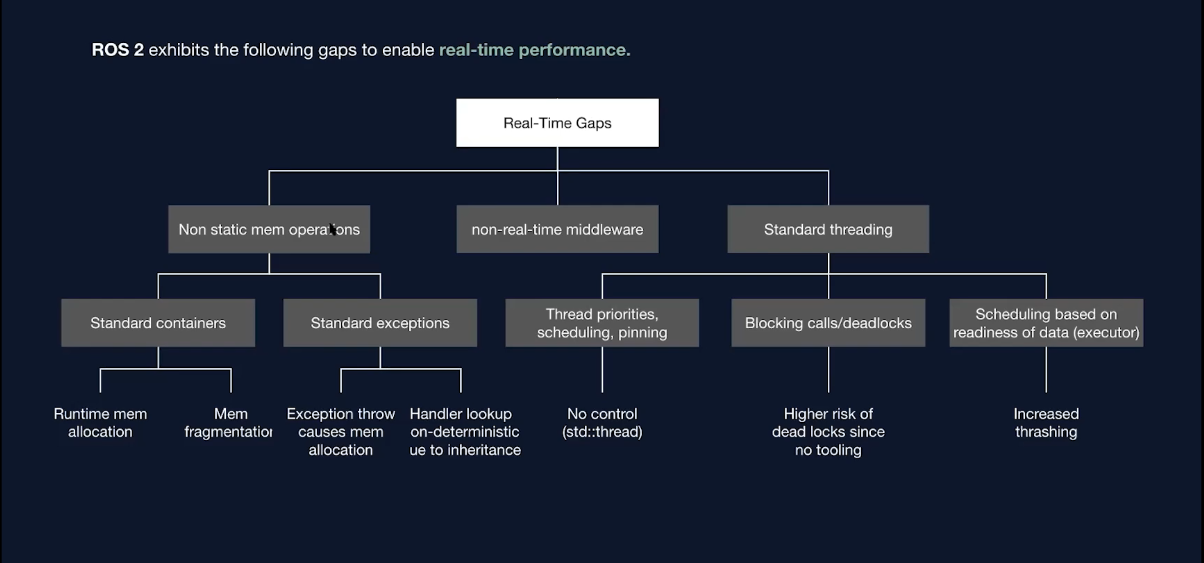 ROS 2 exhibits the following gaps to enable real-time performance.
Real-Time Gaps
Non static mem operations
non-real-time middleware
Standard threading
Standard containers
Standard exceptions
Thread priorities,
scheduling, pinning
Blocking calls/deadlocks
Scheduling based on
readiness of data (executor)
Runtime mem
allocation
Mem
fragmentation
Exception throw
causes mem
allocation
Handler lookup
on-deterministic
ue to inheritance
No control
(std::thread)
Higher risk of
dead locks since
no tooling
Increased
thrashing